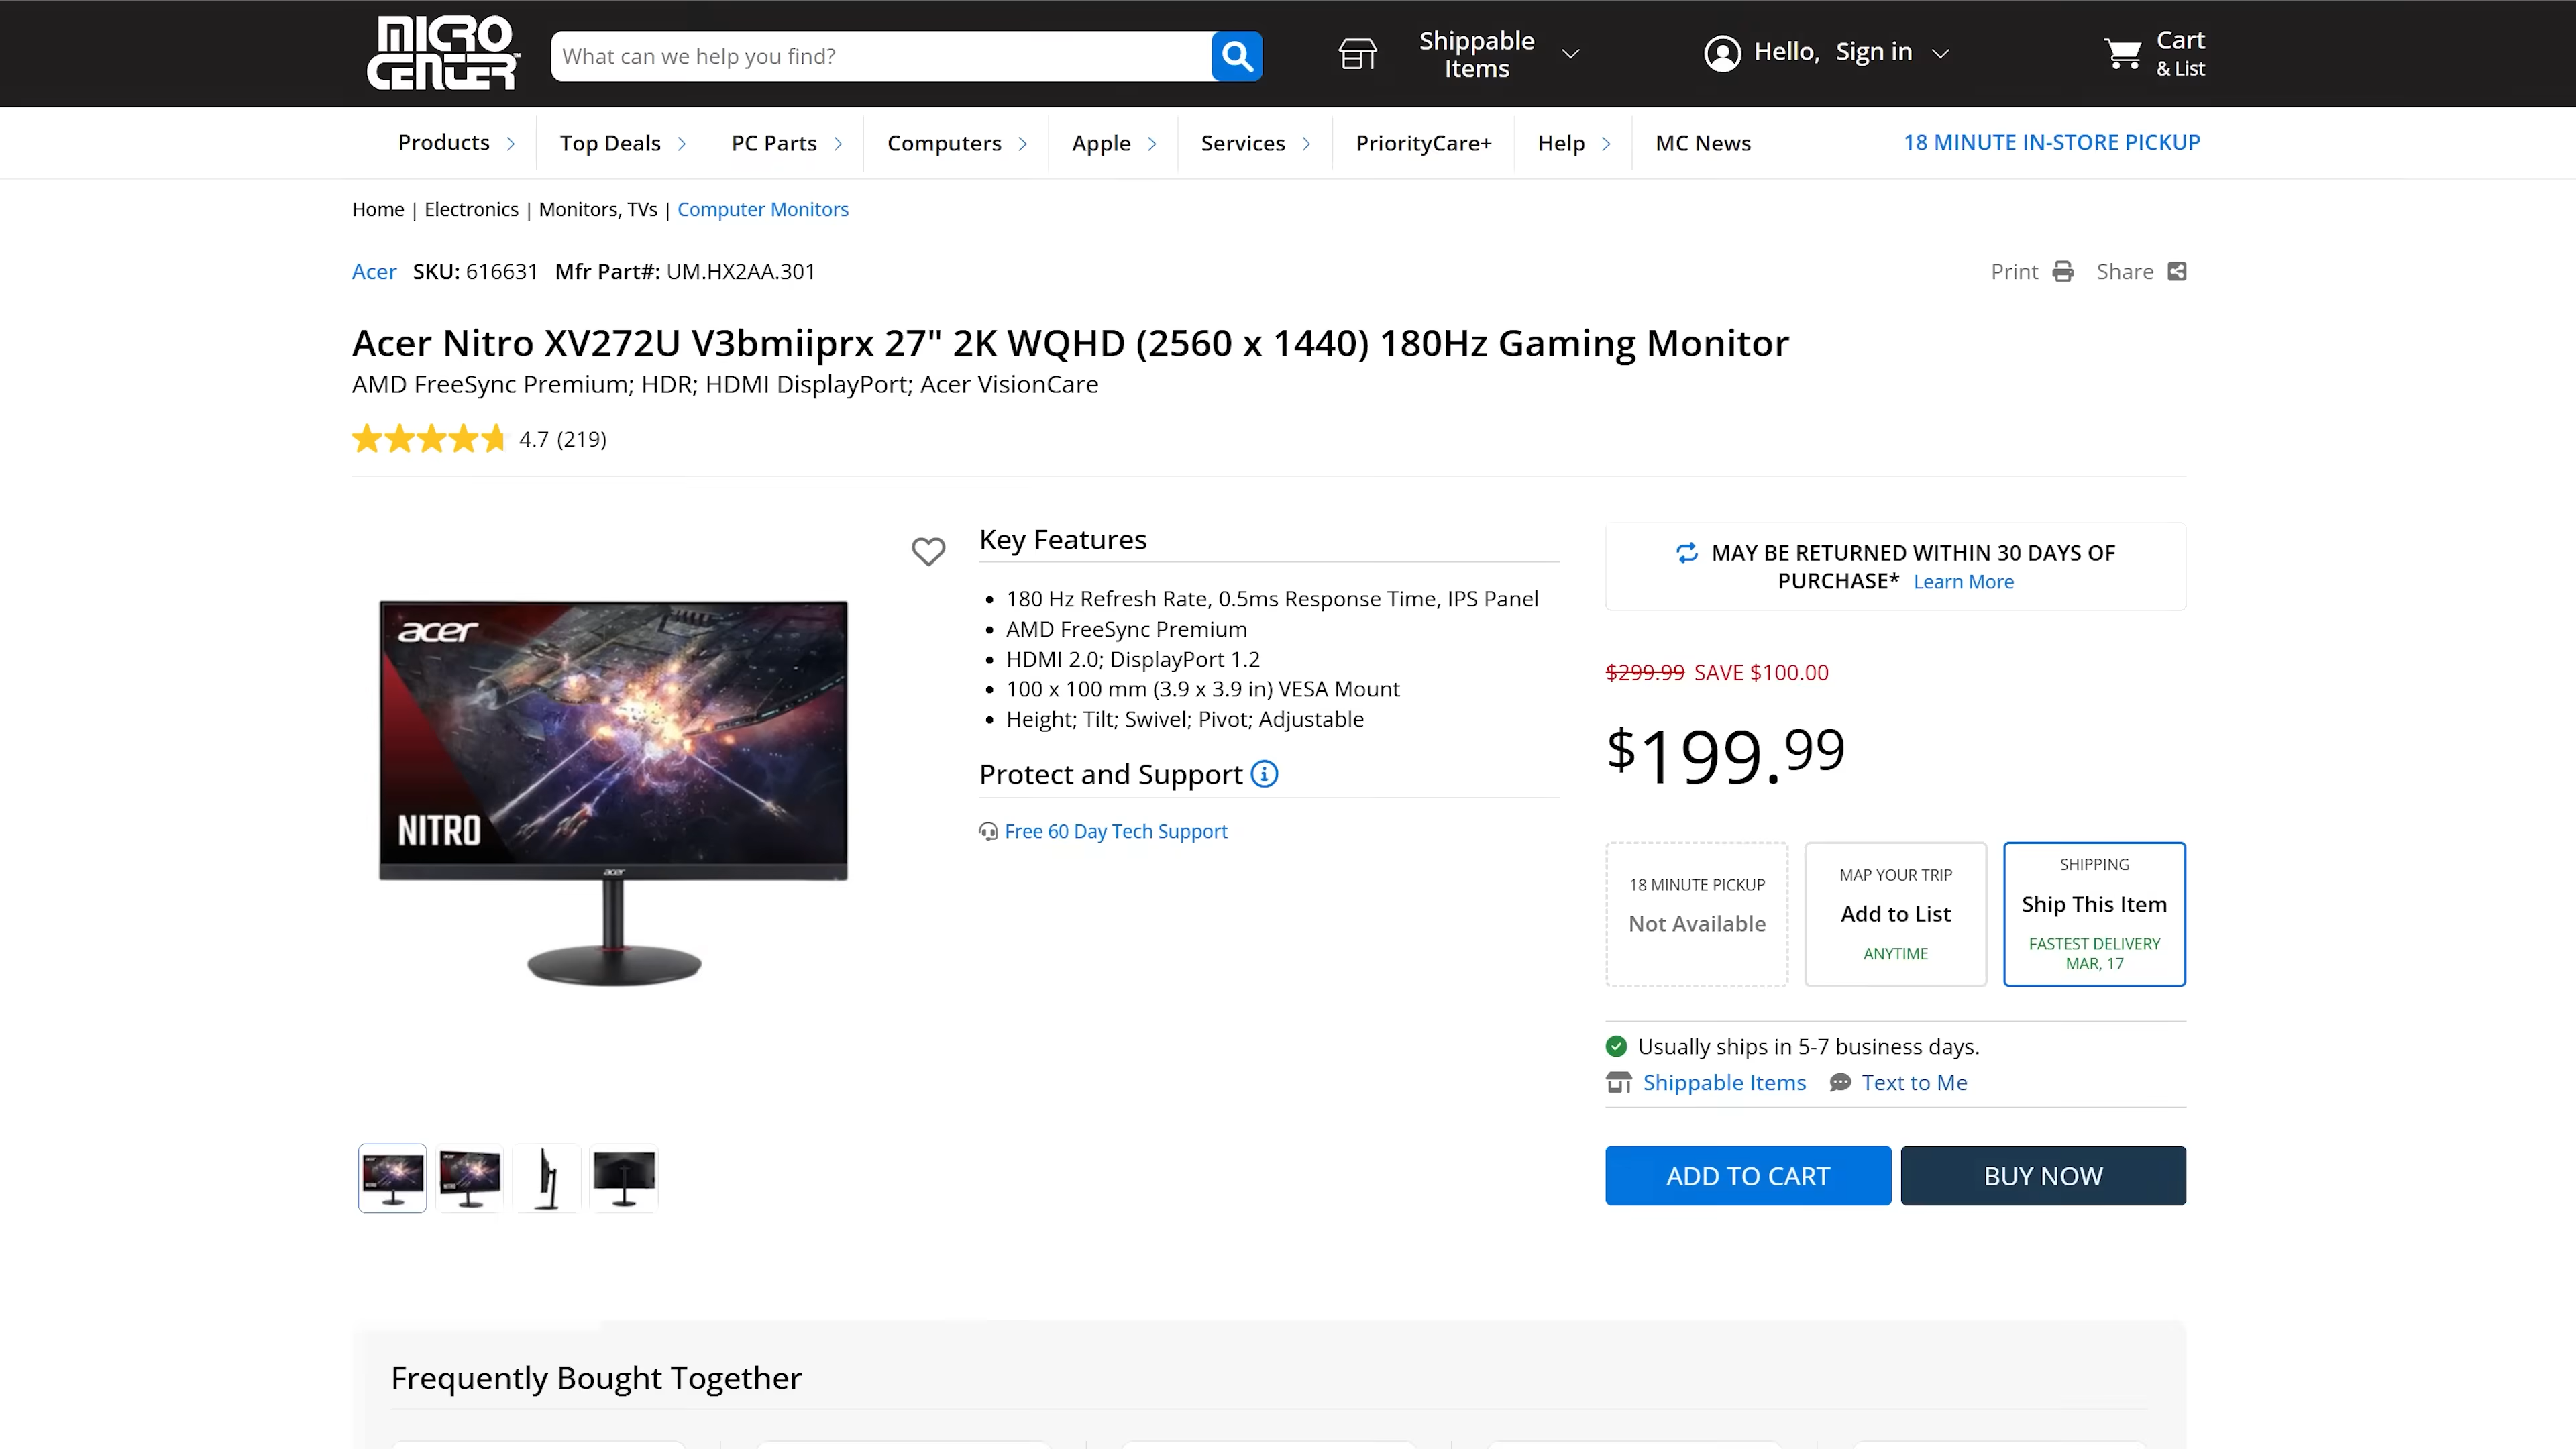 MICRO CENTER
What can we help you find?
Shippable Items
Hello, Sign in
Cart & List
Products
Top Deals
PC Parts
Computers
Apple
Services
PriorityCare+
Help
MC News
18 MINUTE IN-STORE PICKUP
Home | Electronics | Monitors, TVs | Computer Monitors
Acer SKU: 616631 Mfr Part#: UM.HX2AA.301
Print
Share
Acer Nitro XV272U V3bmiiprx 27" 2K WQHD (2560 x 1440) 180Hz Gaming Monitor
AMD FreeSync Premium; HDR; HDMI DisplayPort; Acer VisionCare
4.7 (219)
acer
NITRO
acer
Key Features
180 Hz Refresh Rate, 0.5ms Response Time, IPS Panel
AMD FreeSync Premium
HDMI 2.0; DisplayPort 1.2
100 x 100 mm (3.9 x 3.9 in) VESA Mount
Height; Tilt; Swivel; Pivot; Adjustable
Protect and Support
Free 60 Day Tech Support
MAY BE RETURNED WITHIN 30 DAYS OF
PURCHASE* Learn More
$299.99 SAVE $100.00
$199.99
18 MINUTE PICKUP
Not Available
MAP YOUR TRIP
Add to List
ANYTIME
SHIPPING
Ship This Item
FASTEST DELIVERY
MAR, 17
Usually ships in 5-7 business days.
Shippable Items
Text to Me
ADD TO CART
BUY NOW
Frequently Bought Together